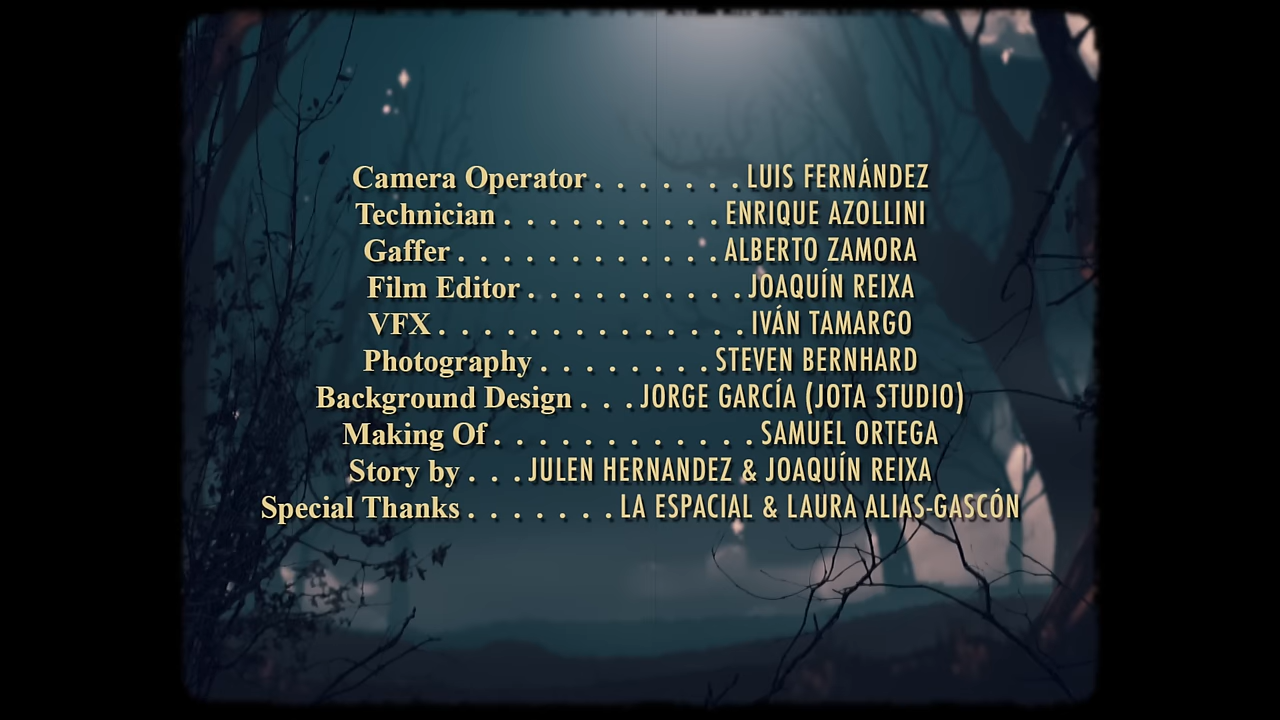 Camera Operator . . . . . . . LUIS FERNÁNDEZ
Technician . . . . . . . . . . ENRIQUE AZOLLINI
Gaffer . . . . . . . . . . . . ALBERTO ZAMORA
Film Editor . . . . . . . . . . JOAQUÍN REIXA
VFX . . . . . . . . . . . . . . IVÁN TAMARGO
Photography . . . . . . . . STEVEN BERNHARD
Background Design . . . JORGE GARCÍA (JOTA STUDIO)
Making Of . . . . . . . . . . . . SAMUEL ORTEGA
Story by . . . JULEN HERNANDEZ & JOAQUÍN REIXA
Special Thanks . . . . . . . LA ESPACIAL & LAURA ALIAS-GASCÓN